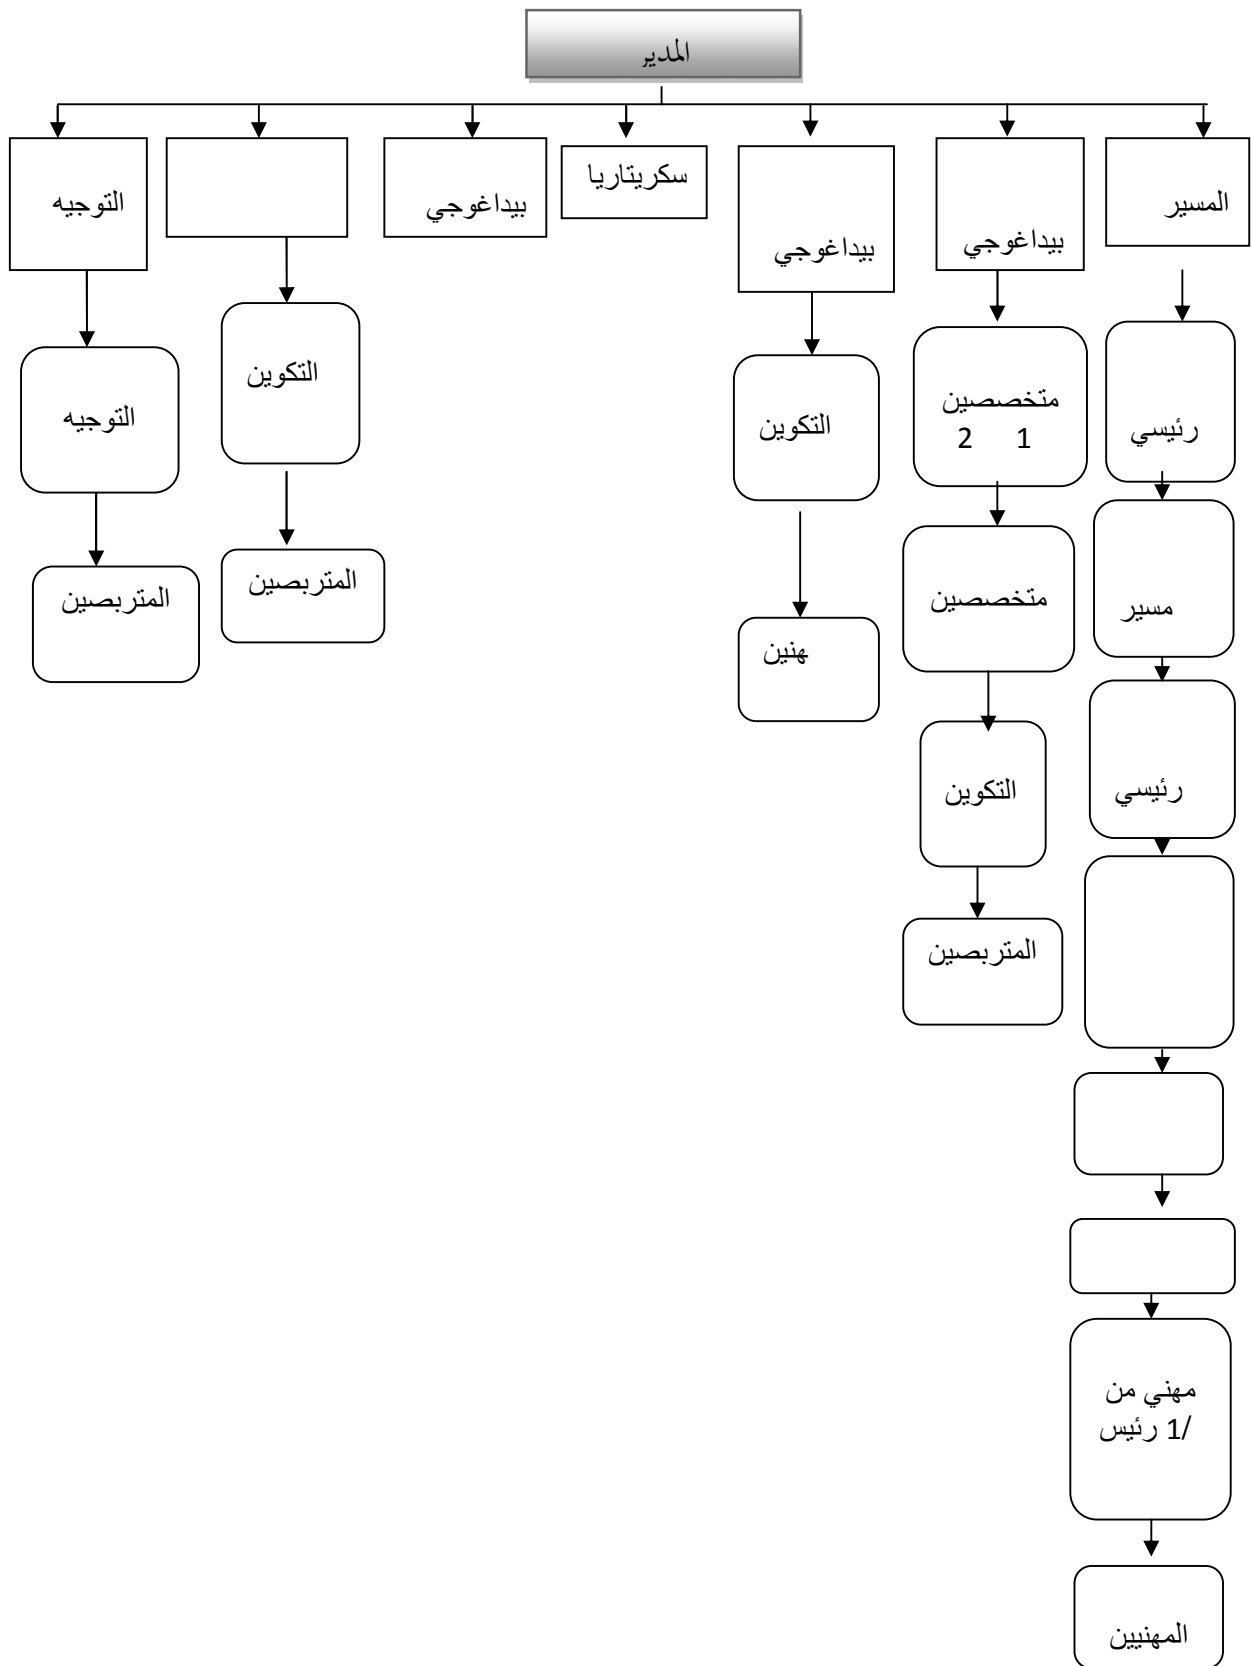 المدير
المسير
بيداغوجي
بيداغوجي
سكريتاريا
بيداغوجي
التوجيه
رئيسي
متخصصين
1 2
التكوين
التكوين
التوجيه
مسير
متخصصين
هنين
المتربصين
المتربصين
رئيسي
التكوين
المتربصين
مهني من
1/ رئيس
المهنيين